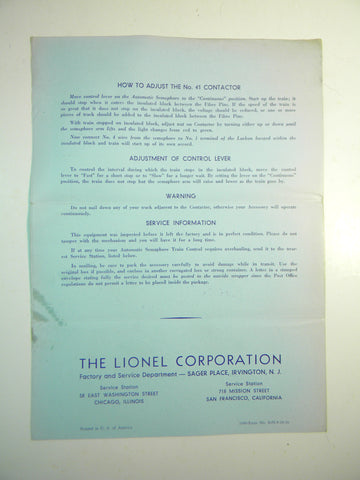 HOW TO ADJUST THE No. 41 CONTACTOR
Move control lever on the Automatic Semaphore to the "Continuous" position. Start up the train; it
should stop when it enters the insulated block between the Fibre Pins. If the speed of the train is
so great that it does not stop on the insulated block, the voltage should be reduced, or one or more
pieces of track should be added to the insulated block between the Fibre Pins.
With train stopped on insulated block, adjust nut on Contactor by turning either up or down until
the semaphore arm lifts and the light changes from red to green.
Now connect No. 4 wire from the semaphore to No. 1 terminal of the Lockon located within the
insulated block and train will start up of its own accord.
ADJUSTMENT OF CONTROL LEVER
To control the interval during which the train stops in the insulated block, move the control
lever to "Fast" for a short stop or to "Slow" for a longer wait. By setting the lever on the "Continuous"
position, the train does not stop but the semaphore arm will raise and lower as the train goes by.
WARNING
Do not nail down any of your track adjacent to the Contactor, otherwise your Accessory will operate
continuously.
SERVICE INFORMATION
This equipment was inspected before it left the factory and is in perfect condition. Please do not
tamper with the mechanism and you will have it for a long time.
If at any time your Automatic Semaphore Train Control requires overhauling, send it to the near-
est Service Station, listed below.
In mailing, be sure to pack the accessory carefully to avoid damage while in transit. Use the
original box if possible, and enclose in another corrugated box or strong container. A letter in a stamped
envelope stating fully the service desired must be pasted to the outside wrapper since the Post Office
regulations do not permit a letter to be placed inside the package.
THE LIONEL CORPORATION
Factory and Service Department — SAGER PLACE, IRVINGTON, N. J.
Service Station
58 EAST WASHINGTON STREET
CHICAGO, ILLINOIS
Service Station
718 MISSION STREET
SAN FRANCISCO, CALIFORNIA
Printed in U. S. of America